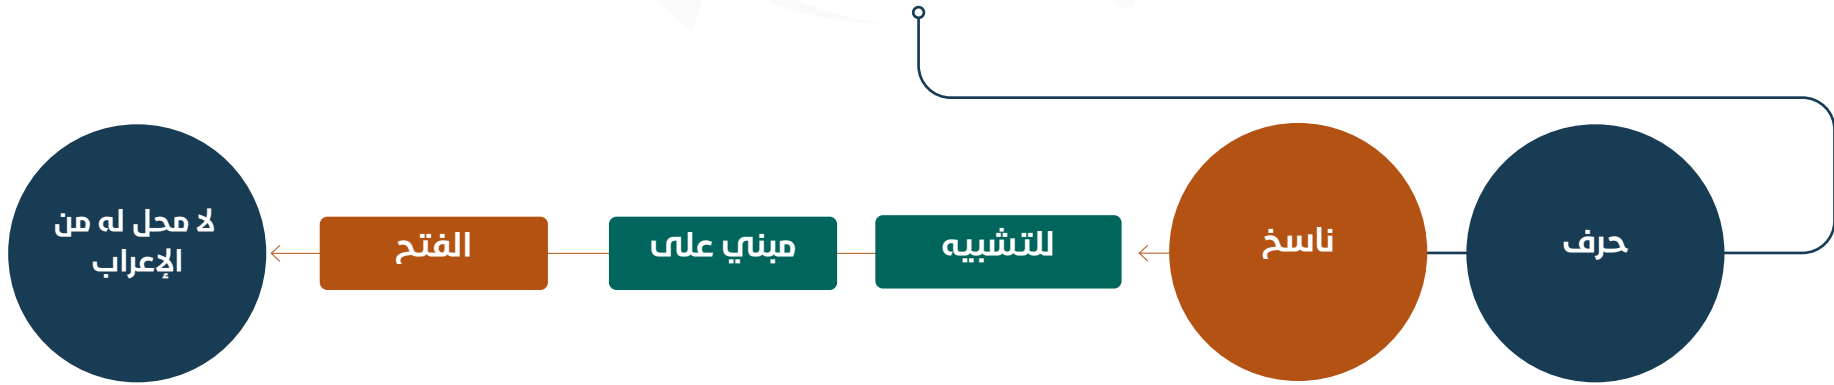 حرف
ناسخ
للتشبيه
مبني على
الفتح
لا محل له من
الإعراب